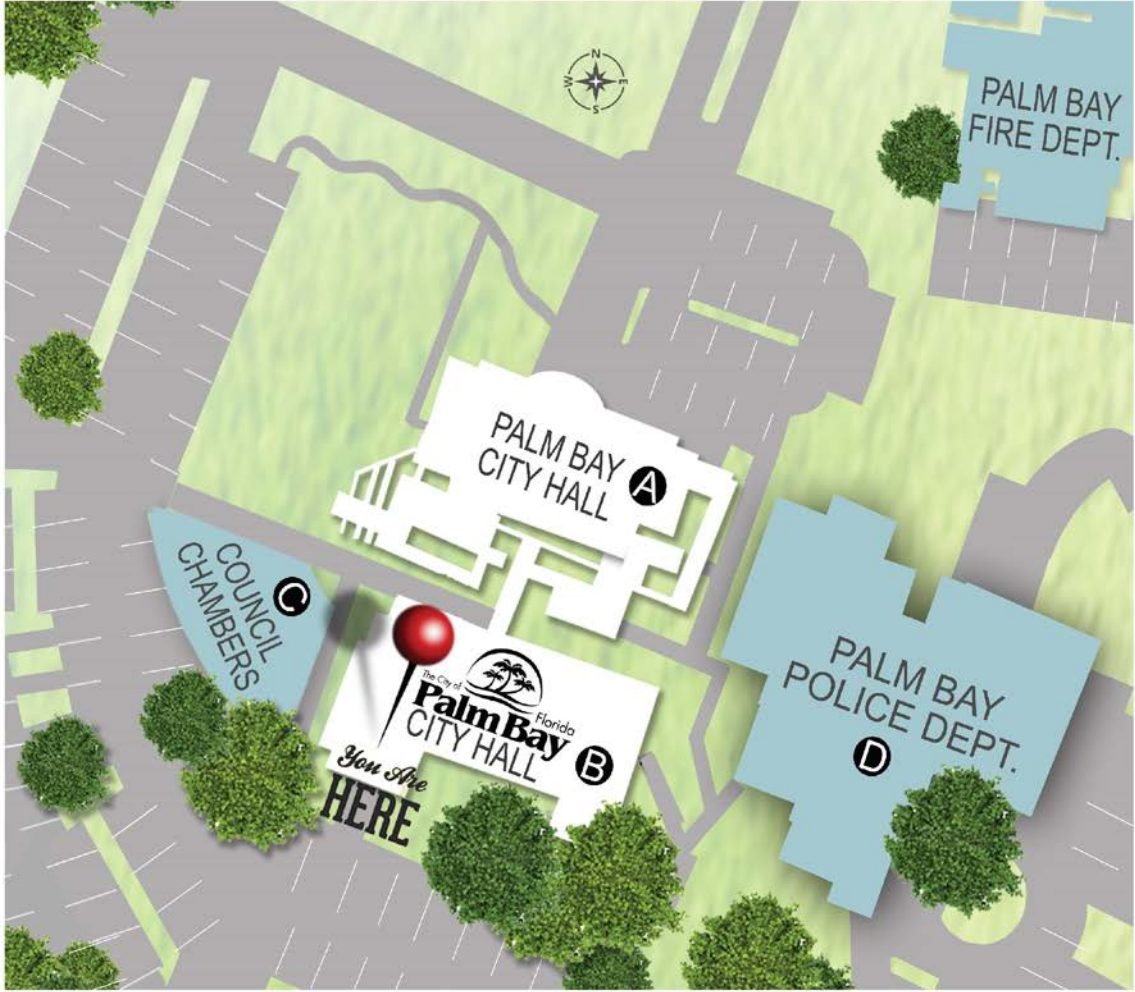 N
W
E
S
PALM BAY
FIRE DEPT.
PALM BAY
CITY HALL
A
COUNCIL
CHAMBERS
C
The City of
Palm Bay
Florida
CITY HALL
B
You Are
HERE
PALM BAY
POLICE DEPT.
D